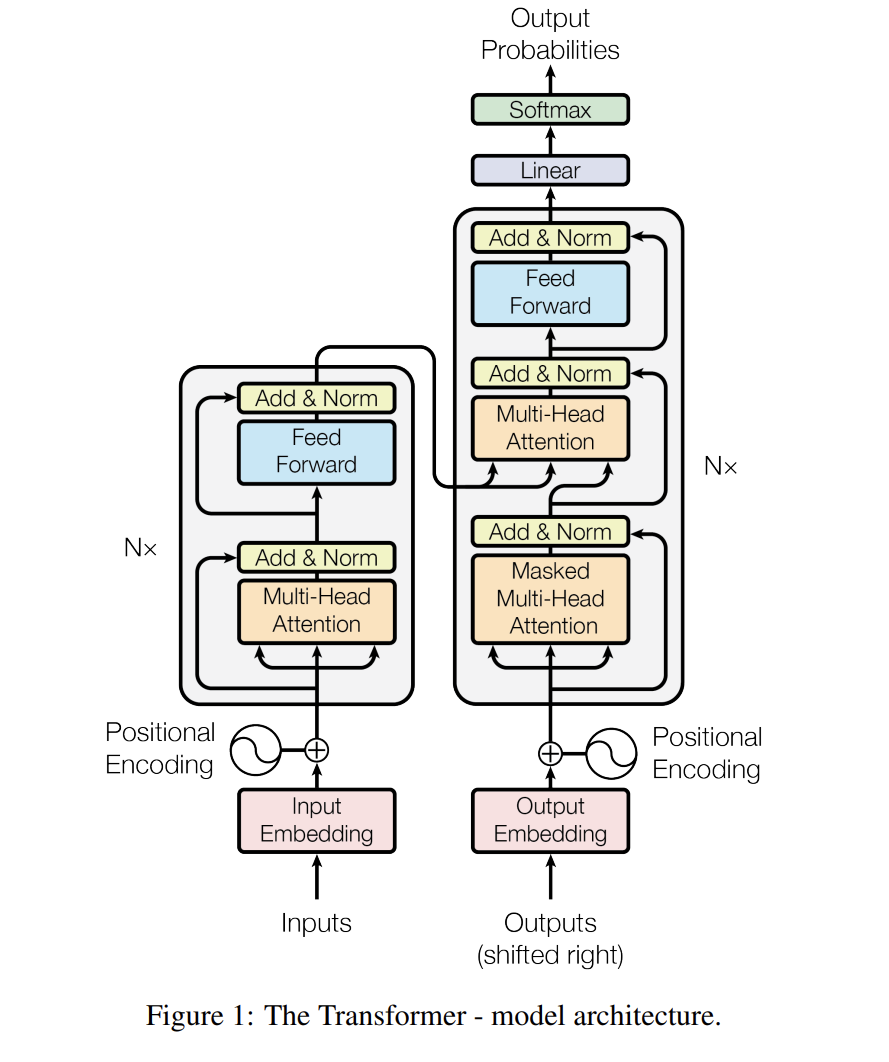 Output
Probabilities
Softmax
Linear
Add & Norm
Feed
Forward
Add & Norm
Multi-Head
Attention
Add & Norm
Masked
Multi-Head
Attention
N×
Add & Norm
Feed
Forward
Add & Norm
Multi-Head
Attention
N×
Positional
Encoding
Positional
Encoding
Input
Embedding
Output
Embedding
Inputs
Outputs
(shifted right)
Figure 1: The Transformer - model architecture.